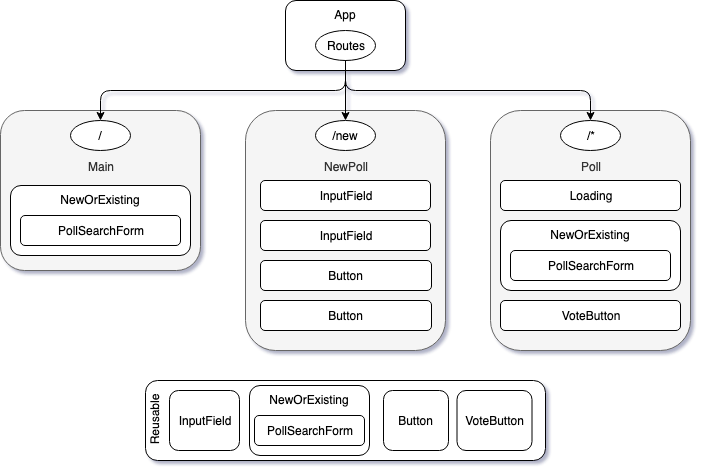 App
Routes
/
Main
NewOrExisting
PollSearchForm
/new
NewPoll
InputField
InputField
Button
Button
/*
Poll
Loading
NewOrExisting
PollSearchForm
VoteButton
Reusable
InputField
NewOrExisting
PollSearchForm
Button
VoteButton